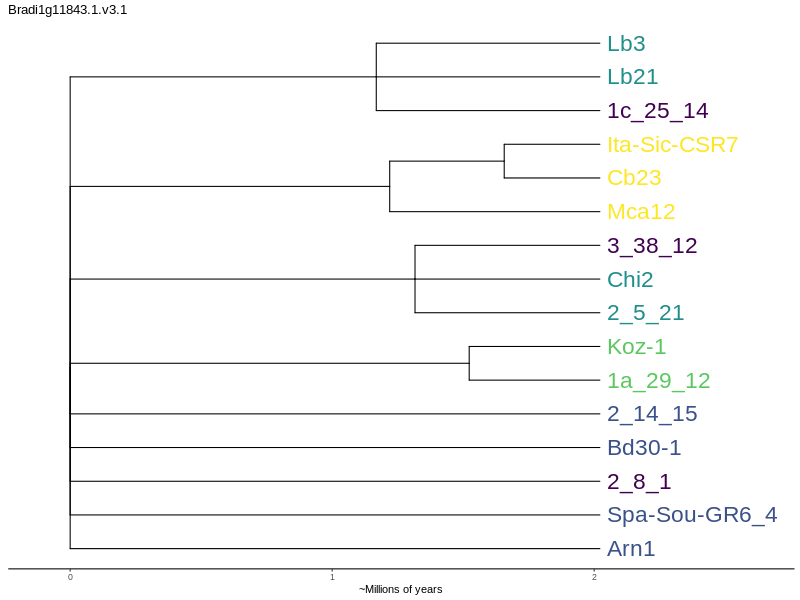 Bradi1g11843.1.v3.1
Lb3
Lb21
1c_25_14
Ita-Sic-CSR7
Cb23
Mca12
3_38_12
Chi2
2_5_21
Koz-1
1a_29_12
2_14_15
Bd30-1
2_8_1
Spa-Sou-GR6_4
Arn1
0 1 2
~Millions of years